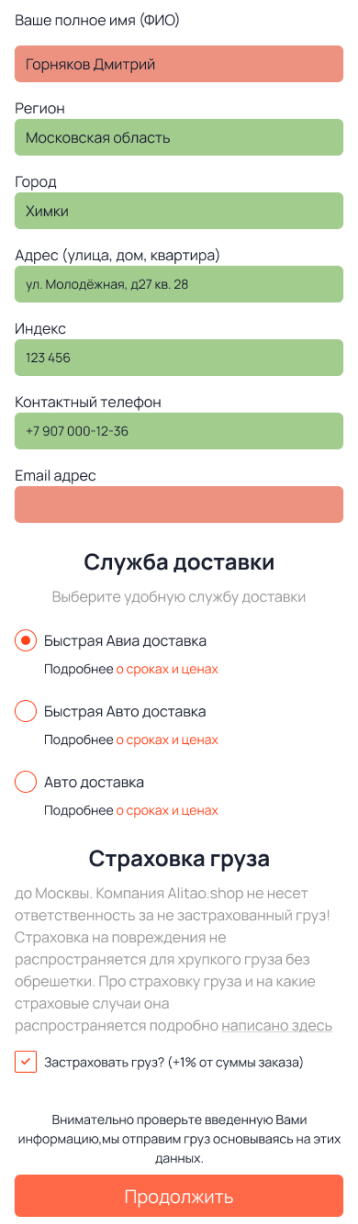 Ваше полное имя (ФИО)
Горняков Дмитрий
Регион
Московская область
Город
Химки
Адрес (улица, дом, квартира)
ул. Молодёжная, д27 кв. 28
Индекс
123 456
Контактный телефон
+7 907 000-12-36
Email адрес
Служба доставки
Выберите удобную службу доставки
Быстрая Авиа доставка
Подробнее о сроках и ценах
Быстрая Авто доставка
Подробнее о сроках и ценах
Авто доставка
Подробнее о сроках и ценах
Страховка груза
до Москвы. Компания Alitao.shop не несет
ответственность за не застрахованный груз!
Страховка на повреждения не
распространяется для хрупкого груза без
обрешетки. Про страховку груза и на какие
страховые случаи она
распространяется подробно написано здесь
Застраховать груз? (+1% от суммы заказа)
Внимательно проверьте введенную Вами
информацию,мы отправим груз основываясь на этих
данных.
Продолжить